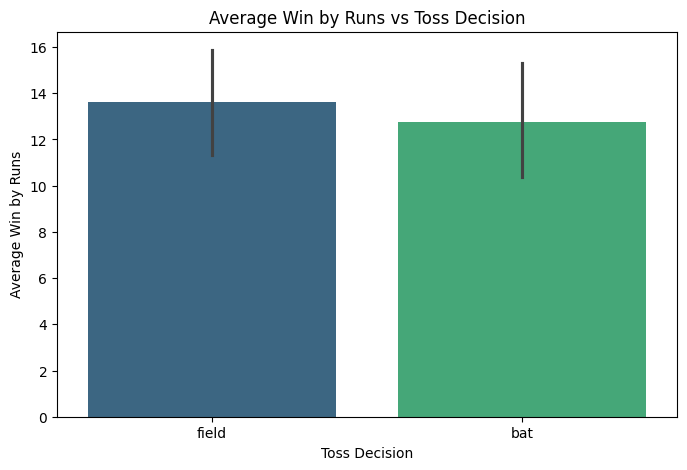 Average Win by Runs vs Toss Decision
Average Win by Runs
16
14
12
10
8
6
4
2
0
field
bat
Toss Decision